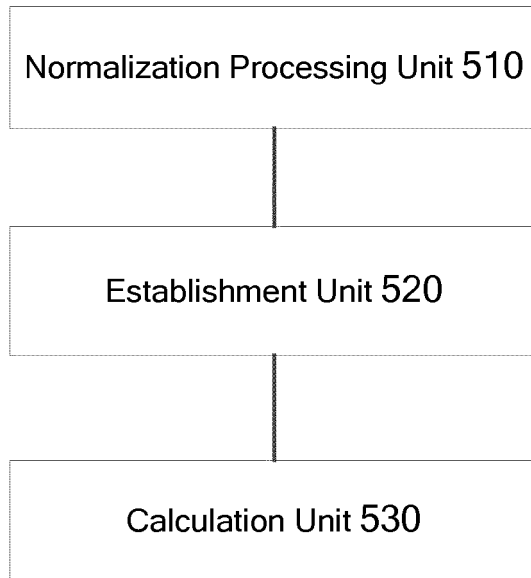 Normalization Processing Unit 510
Establishment Unit 520
Calculation Unit 530